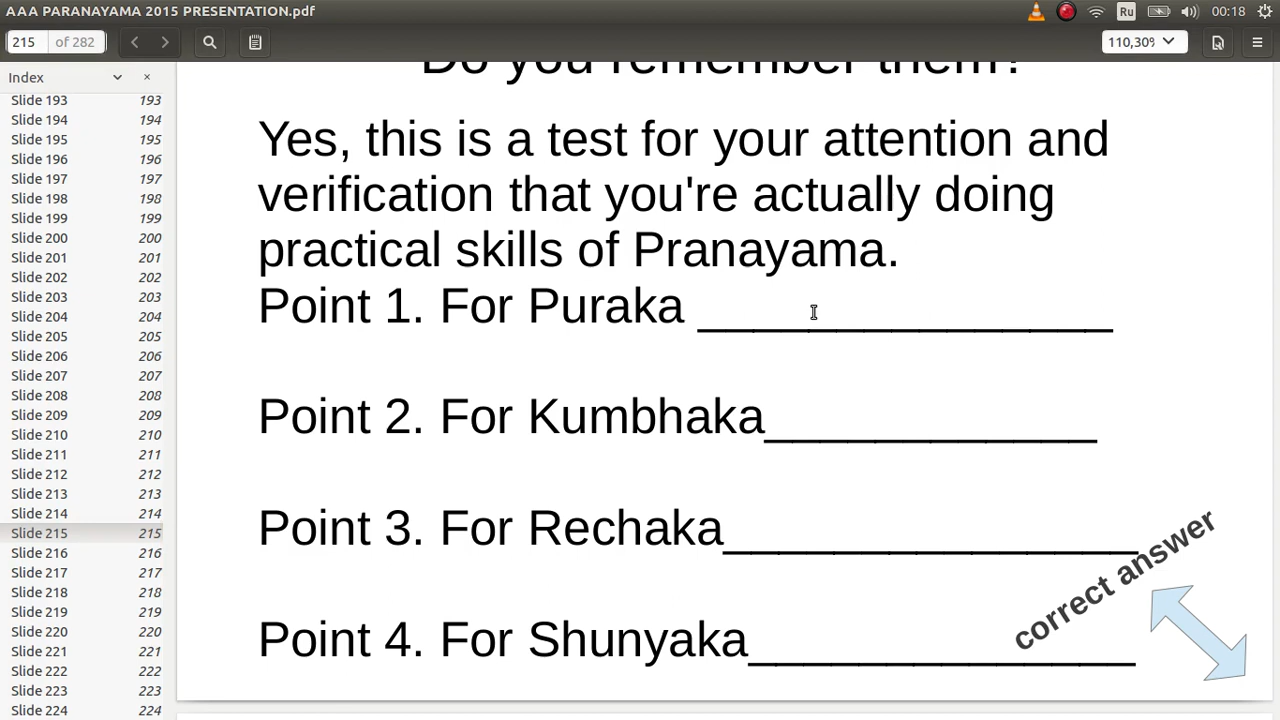 AAA PARANAYAMA 2015 PRESENTATION.pdf
Ru
00:18
215 of 282
110,30%
Index
Slide 193 193
Slide 194 194
Slide 195 195
Slide 196 196
Slide 197 197
Slide 198 198
Slide 199 199
Slide 200 200
Slide 201 201
Slide 202 202
Slide 203 203
Slide 204 204
Slide 205 205
Slide 206 206
Slide 207 207
Slide 208 208
Slide 209 209
Slide 210 210
Slide 211 211
Slide 212 212
Slide 213 213
Slide 214 214
Slide 215 215
Slide 216 216
Slide 217 217
Slide 218 218
Slide 219 219
Slide 220 220
Slide 221 221
Slide 222 222
Slide 223 223
Slide 224 224
Do you remember them?
Yes, this is a test for your attention and
verification that you're actually doing
practical skills of Pranayama.
Point 1. For Puraka _______________
Point 2. For Kumbhaka____________
Point 3. For Rechaka_______________
Point 4. For Shunyaka______________
correct answer